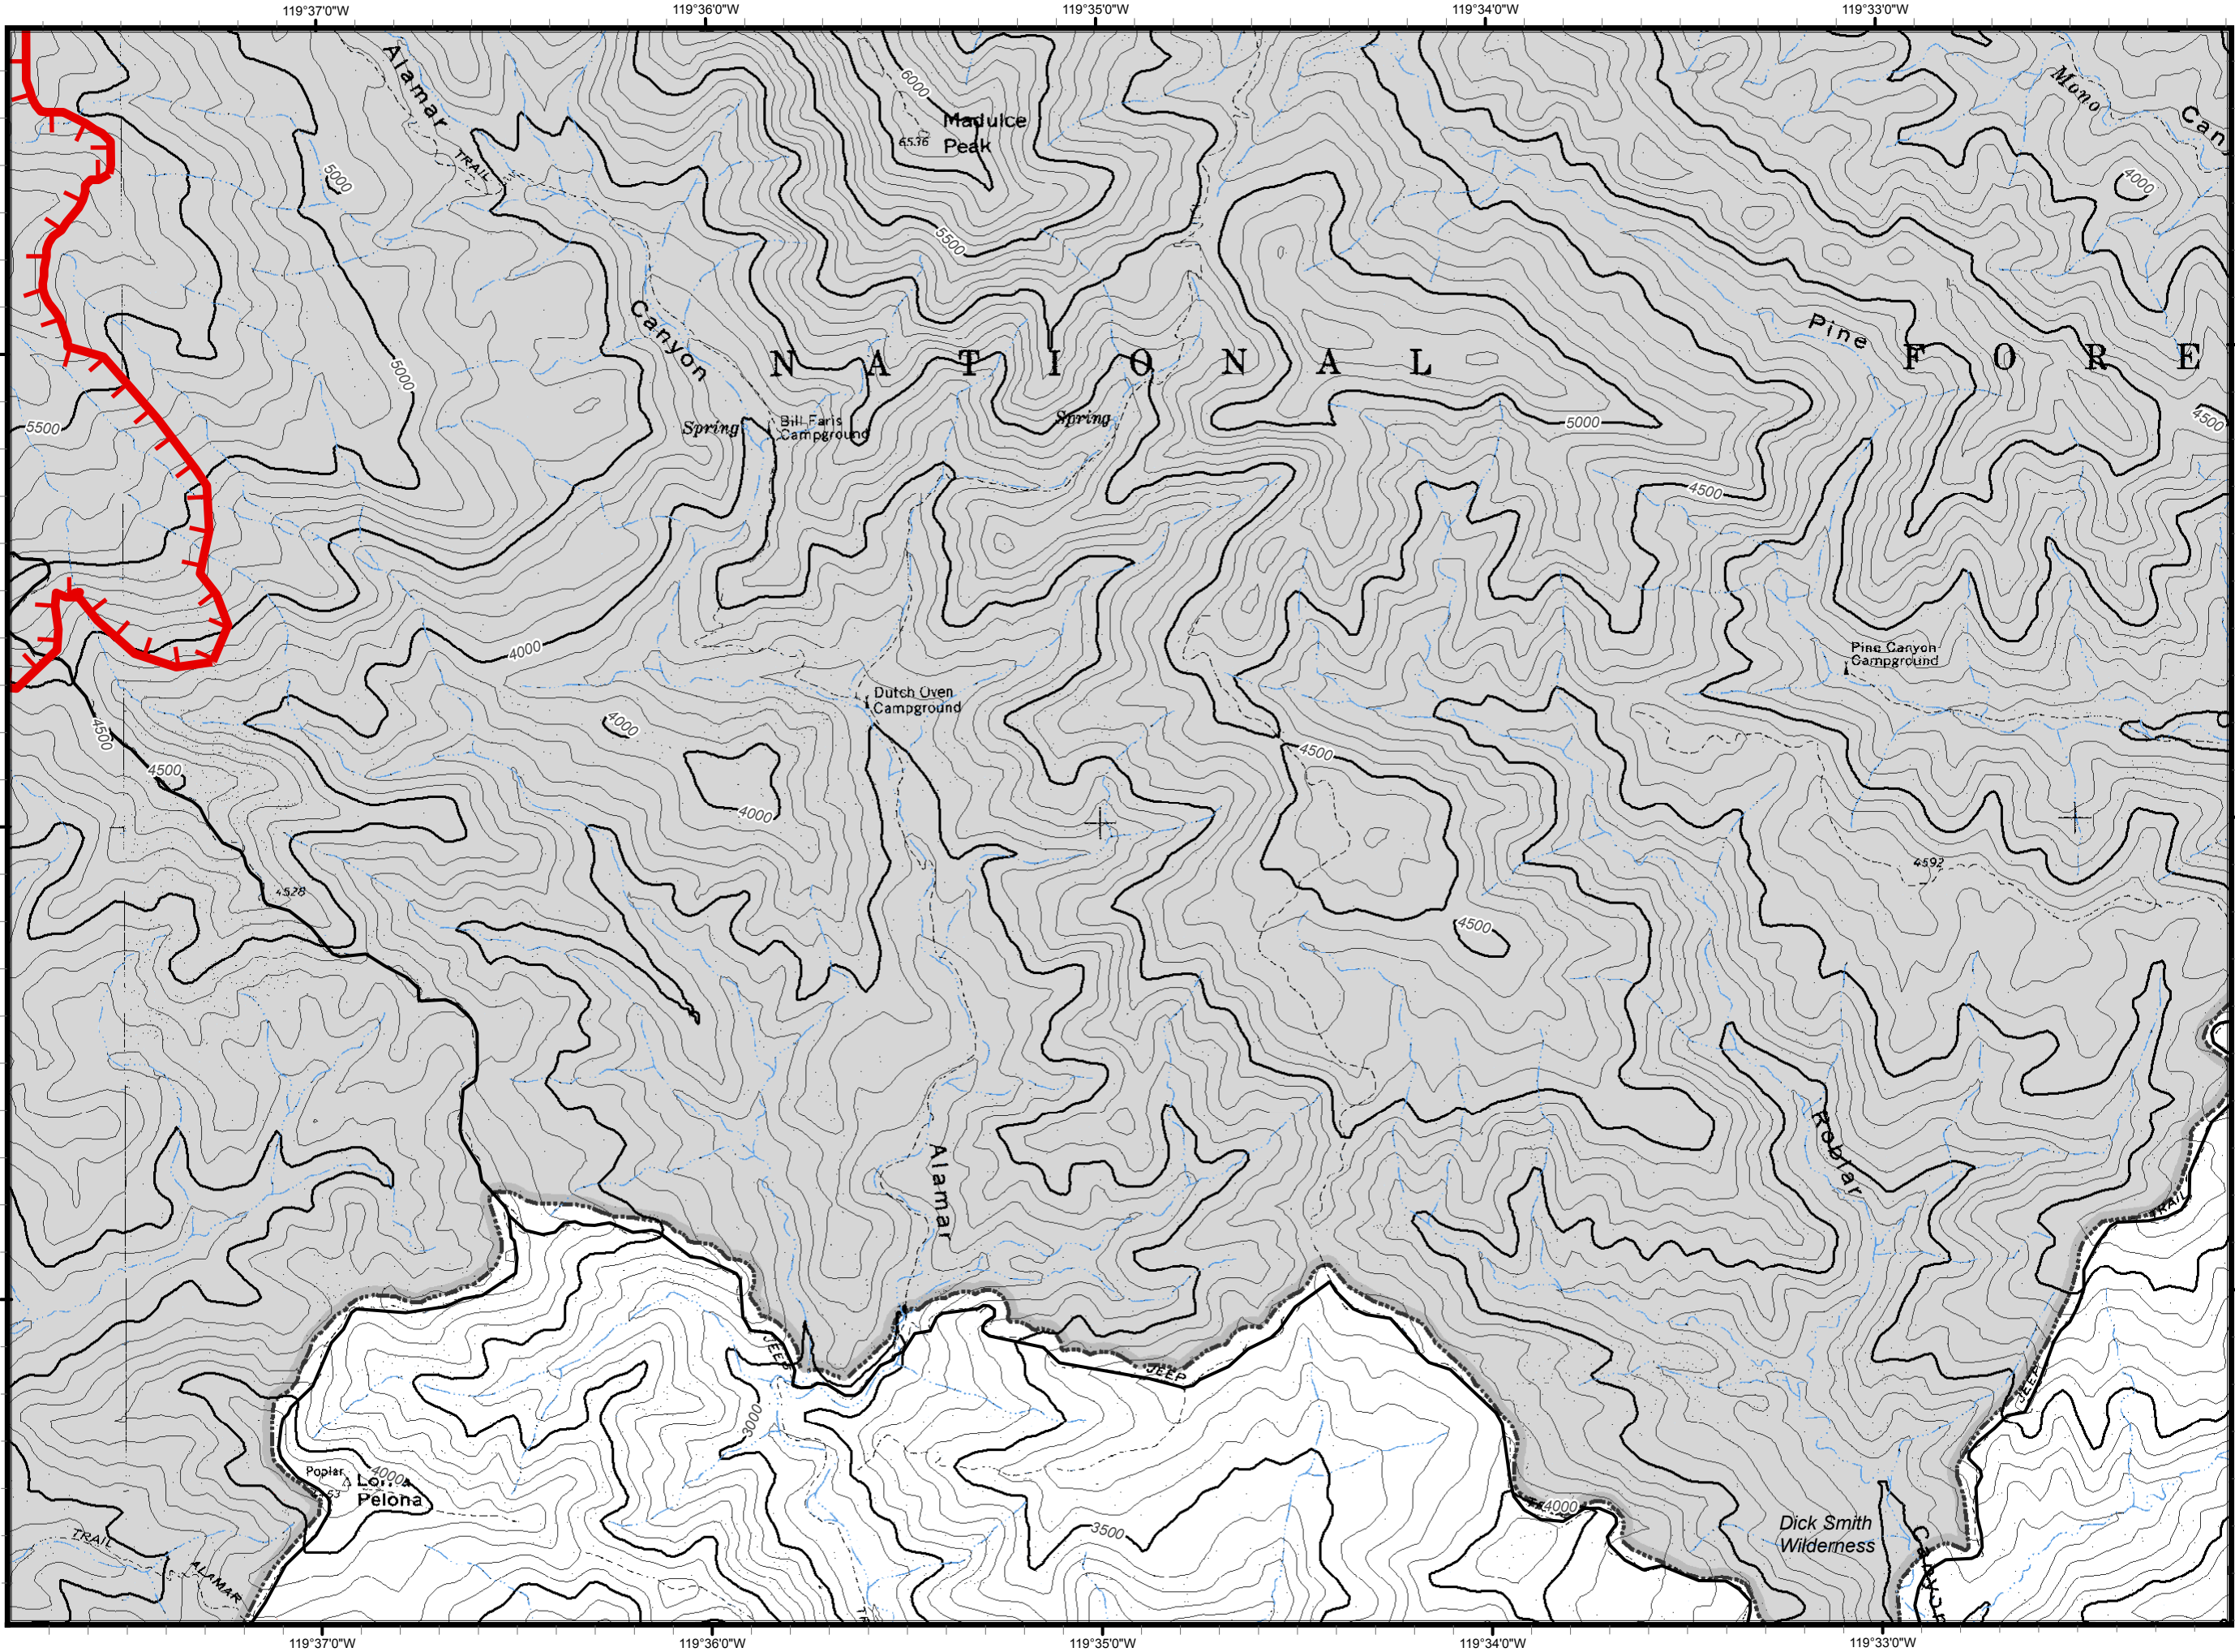 119°37'0"W
119°36'0"W
119°35'0"W
119°34'0"W
119°33'0"W
Alamar
TRAIL
6000
Madulce
Peak
6536
Mono
5000
4000
5500
Canyon
Pine
NATIONAL
FORE
5000
5500
5000
4500
Spring
Bill Faris
Campground
Spring
4500
4000
Pine Canyon
Campground
Dutch Oven
Campground
4000
4500
4500
4500
4000
4592
4528
4500
Roblar
Alamar
TRAIL
JEEP
JEEP
JEEP
3000
Poplar
4000
Pelona
3500
4000
Dick Smith
Wilderness
TRAIL
ALAMAR
119°37'0"W
119°36'0"W
119°35'0"W
119°34'0"W
119°33'0"W